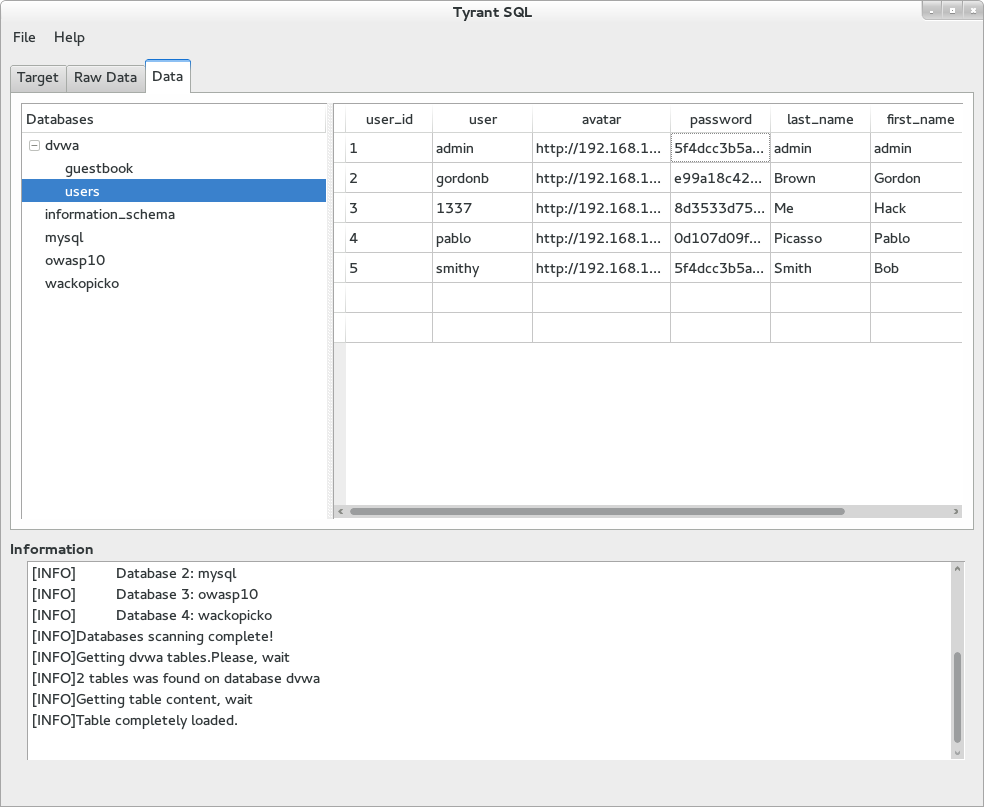 Tyrant SQL
File Help
Target Raw Data Data
Databases
dvwa
guestbook
users
information_schema
mysql
owasp10
wackopicko
user_id user avatar password last_name first_name
1 admin http://192.168.1... 5f4dcc3b5a... admin admin
2 gordonb http://192.168.1... e99a18c42... Brown Gordon
3 1337 http://192.168.1... 8d3533d75... Me Hack
4 pablo http://192.168.1... 0d107d09f... Picasso Pablo
5 smithy http://192.168.1... 5f4dcc3b5a... Smith Bob
Information
[INFO] Database 2: mysql
[INFO] Database 3: owasp10
[INFO] Database 4: wackopicko
[INFO]Databases scanning complete!
[INFO]Getting dvwa tables.Please, wait
[INFO]2 tables was found on database dvwa
[INFO]Getting table content, wait
[INFO]Table completely loaded.